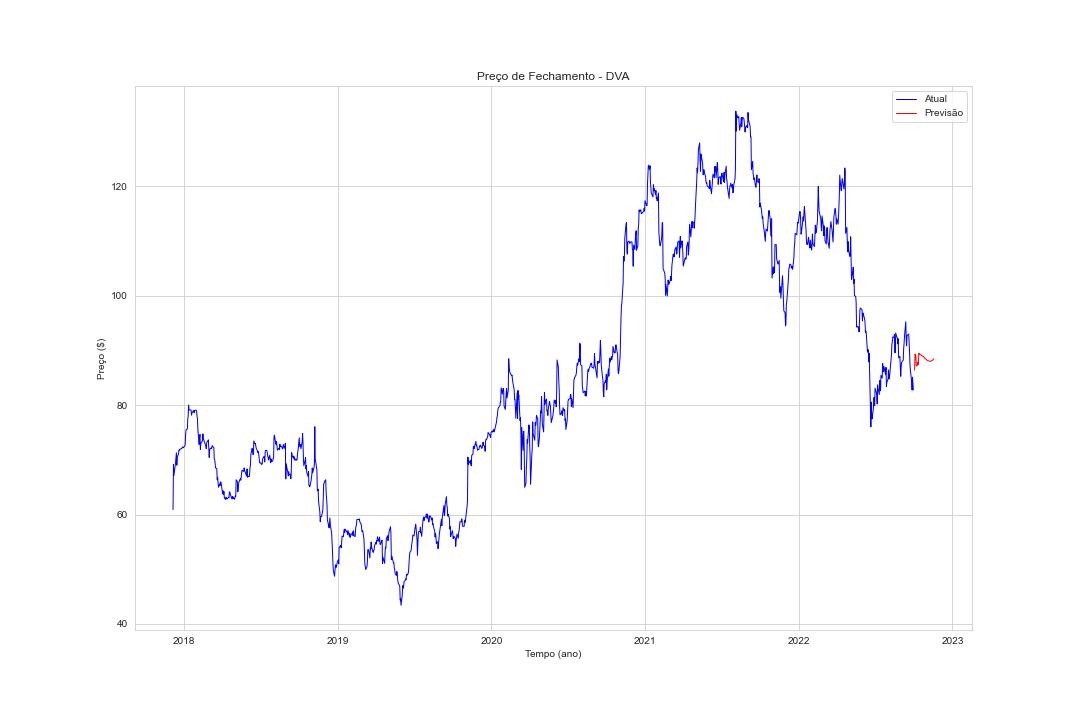 Preço de Fechamento - DVA
Atual
Previsão
Preço ($)
120
100
80
60
40
2018 2019 2020 2021 2022 2023
Tempo (ano)